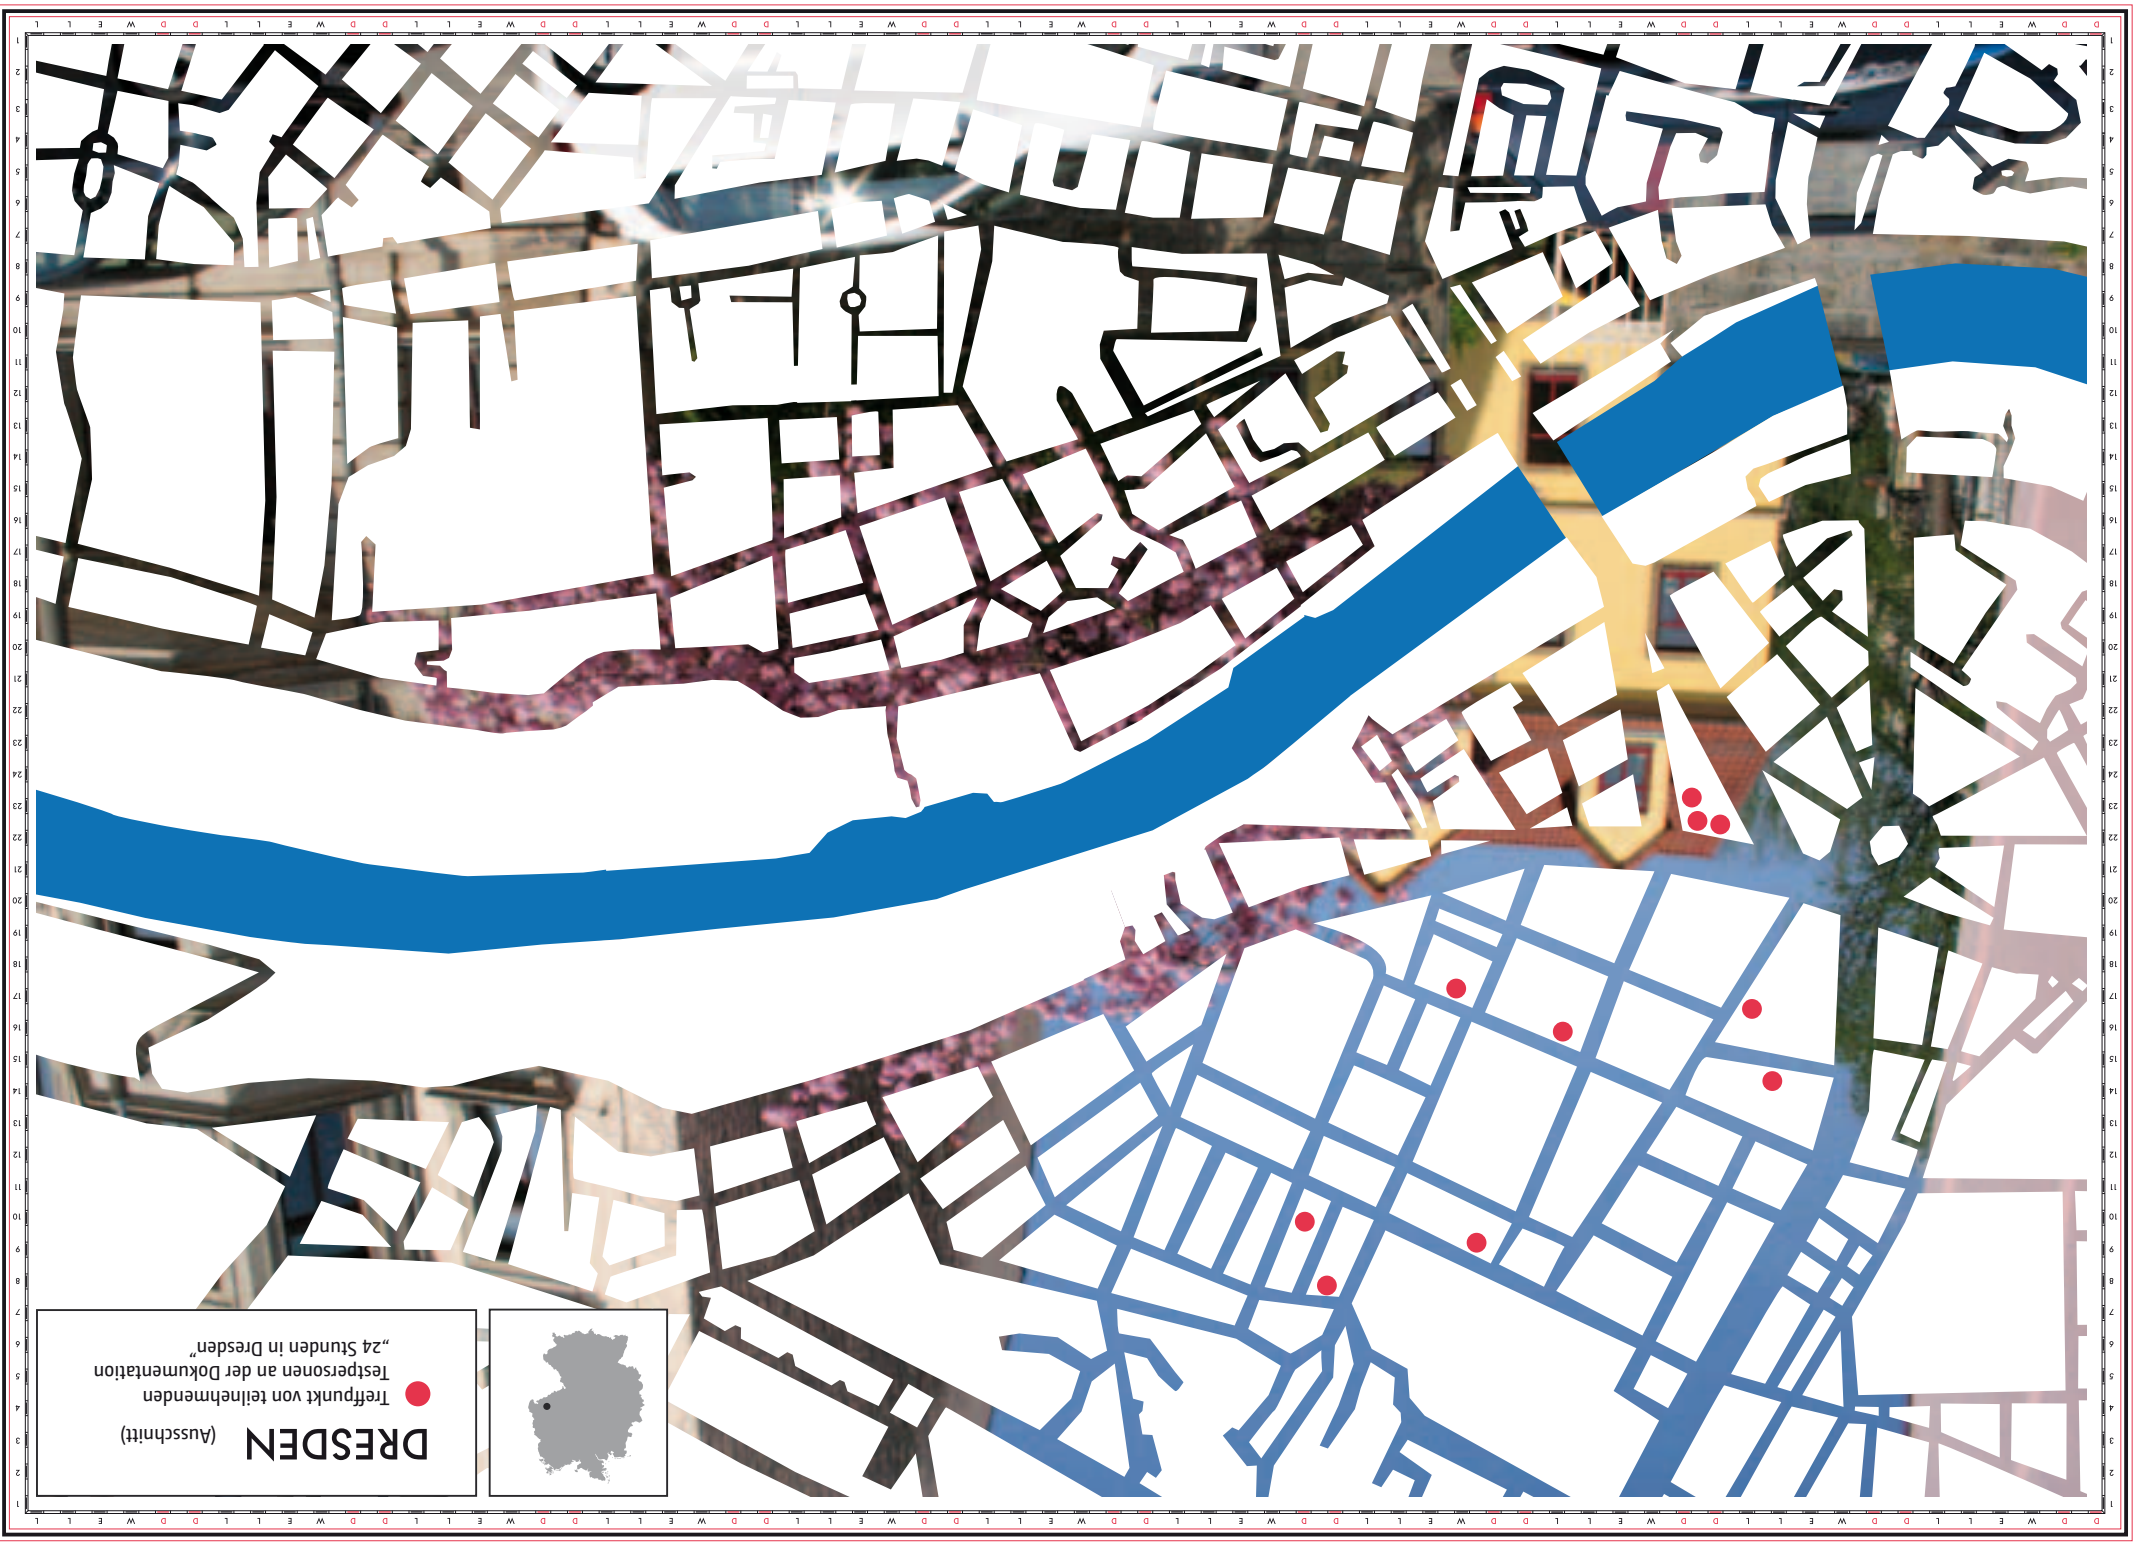 DRESDEN (Ausschnitt)
Treffpunkt von teilnehmenden
Testpersonen an der Dokumentation
„24 Stunden in Dresden“